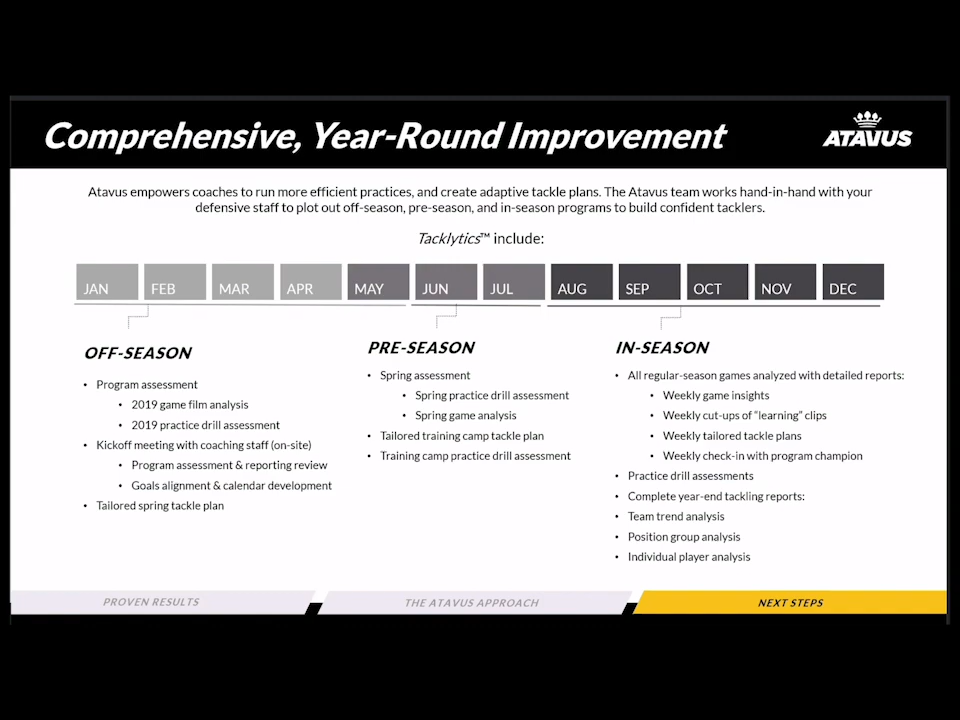 Comprehensive, Year-Round Improvement
ATAVUS
Atavus empowers coaches to run more efficient practices, and create adaptive tackle plans. The Atavus team works hand-in-hand with your
defensive staff to plot out off-season, pre-season, and in-season programs to build confident tacklers.
Tacklytics™ include:
JAN FEB MAR APR MAY JUN JUL AUG SEP OCT NOV DEC
OFF-SEASON
• Program assessment
• 2019 game film analysis
• 2019 practice drill assessment
• Kickoff meeting with coaching staff (on-site)
• Program assessment & reporting review
• Goals alignment & calendar development
• Tailored spring tackle plan
PRE-SEASON
• Spring assessment
• Spring practice drill assessment
• Spring game analysis
• Tailored training camp tackle plan
• Training camp practice drill assessment
IN-SEASON
• All regular-season games analyzed with detailed reports:
• Weekly game insights
• Weekly cut-ups of "learning" clips
• Weekly tailored tackle plans
• Weekly check-in with program champion
• Practice drill assessments
• Complete year-end tackling reports:
• Team trend analysis
• Position group analysis
• Individual player analysis
PROVEN RESULTS
THE ATAVUS APPROACH
NEXT STEPS